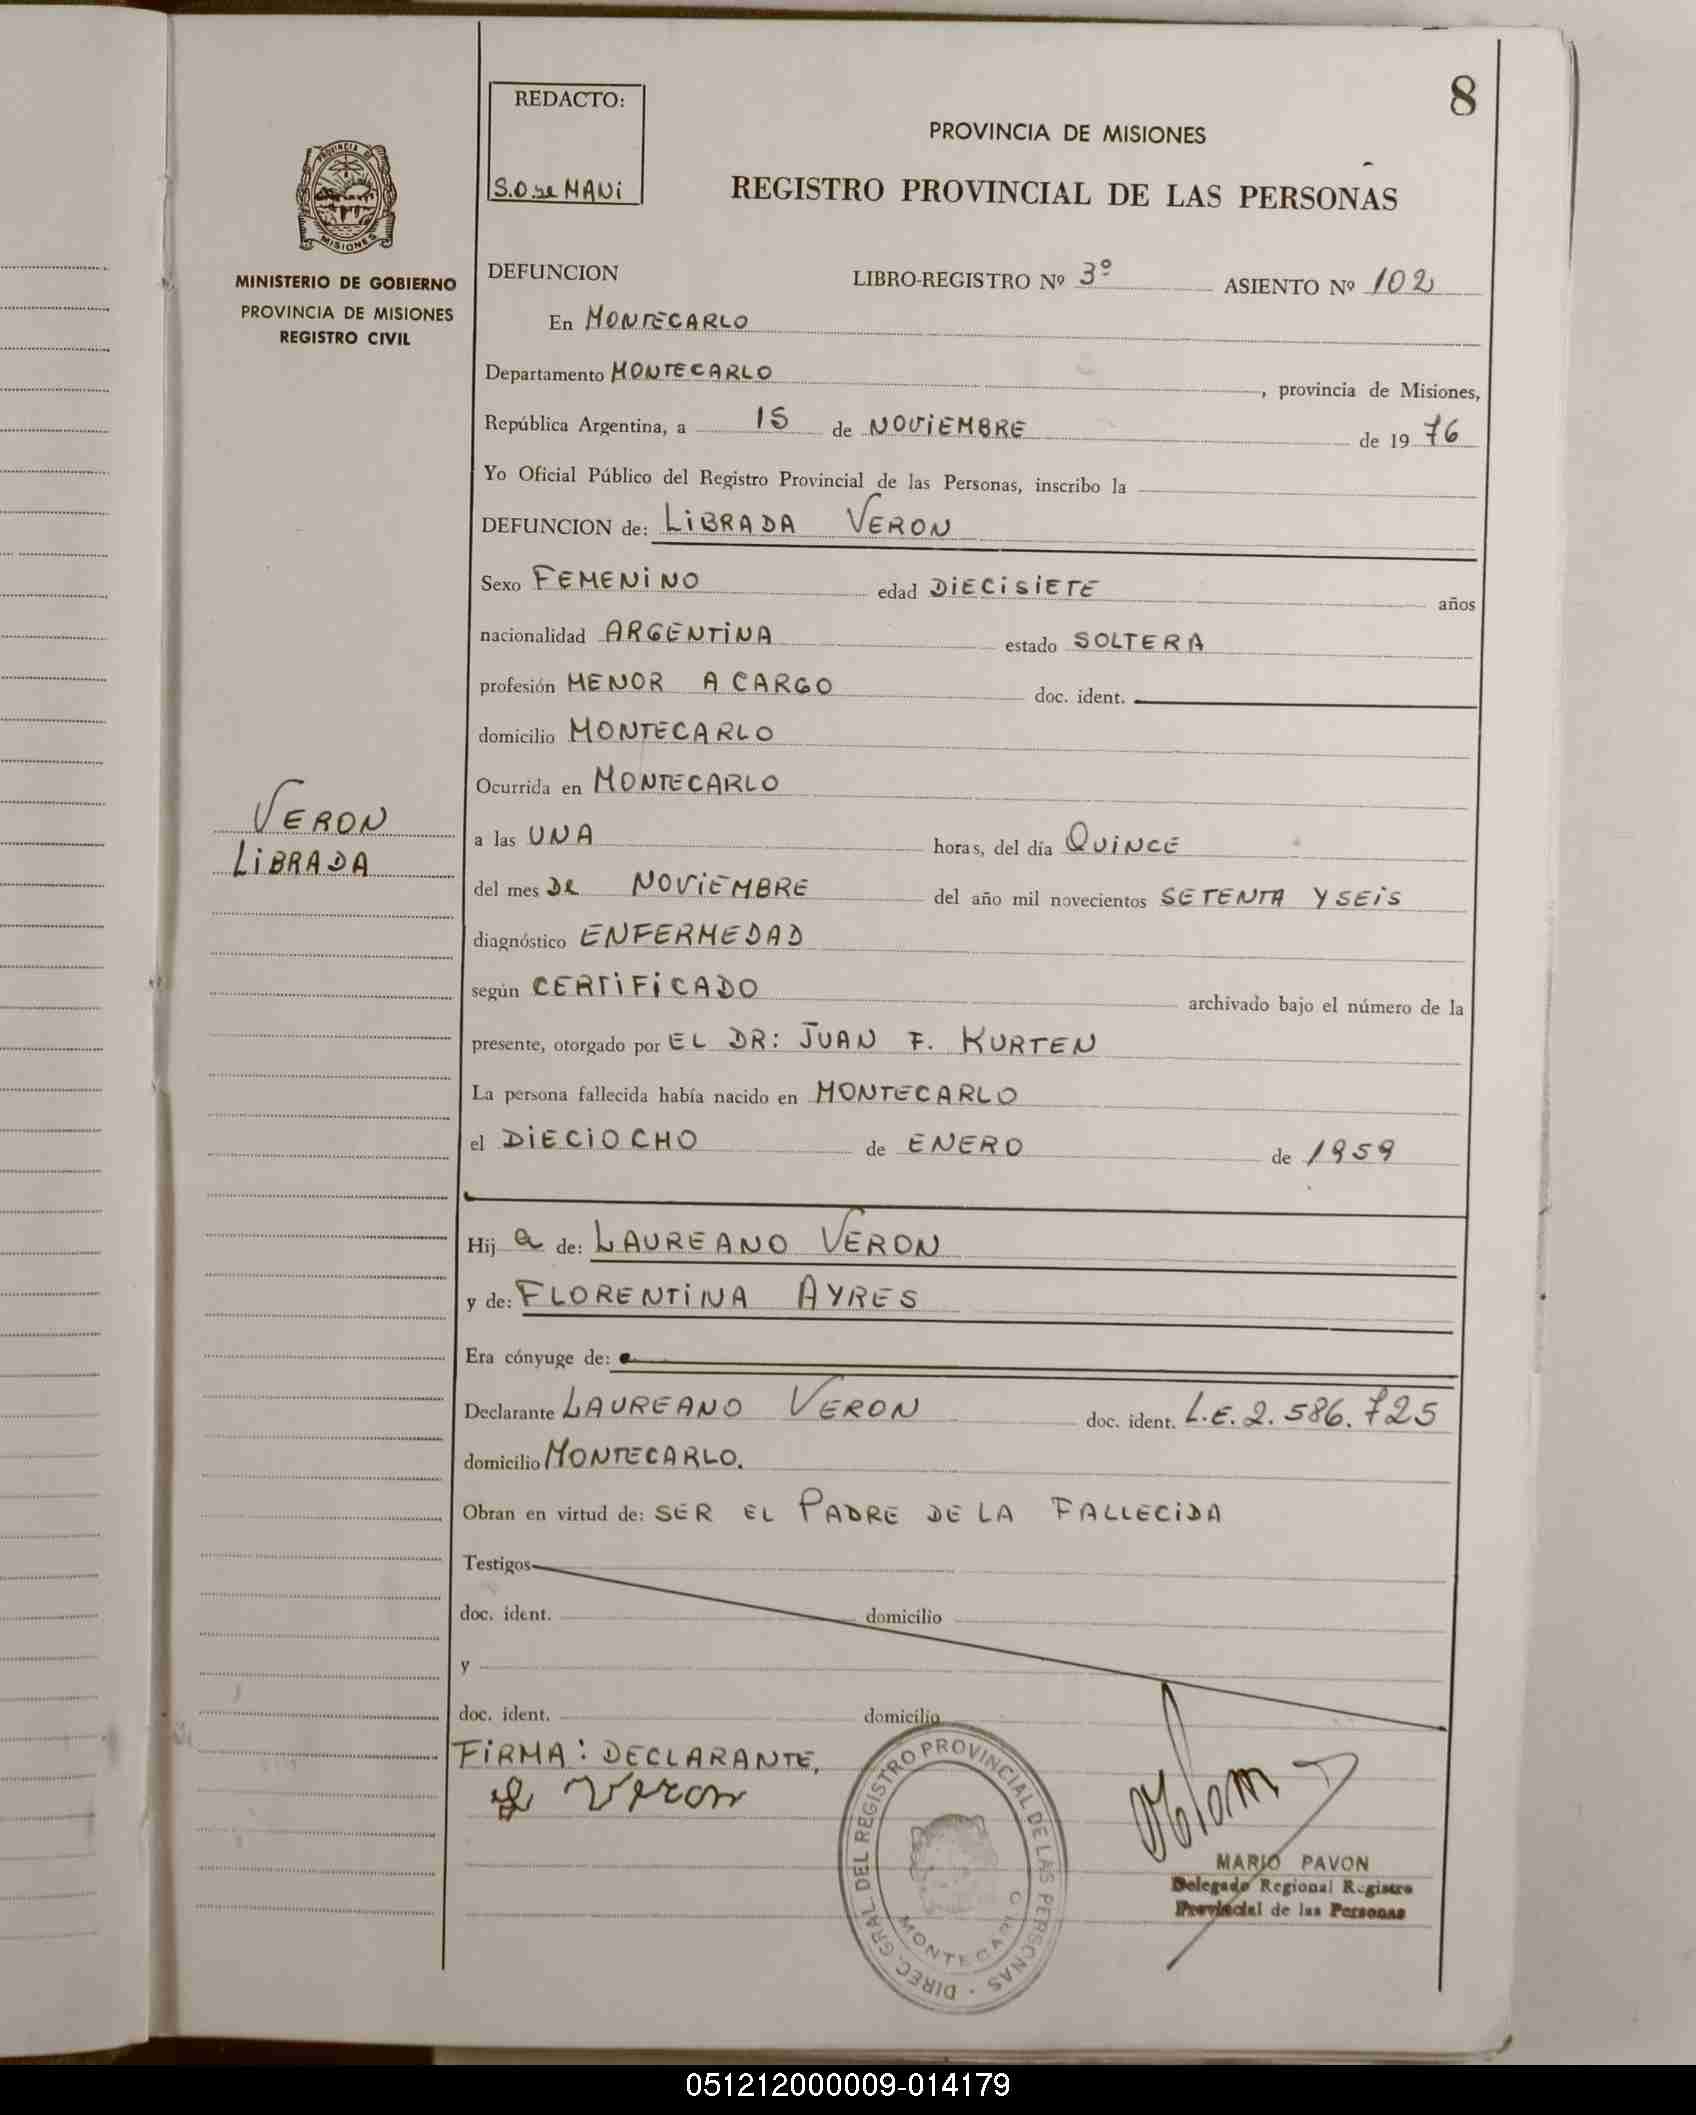 8
REDACTO:
S.O. de MAUi
PROVINCIA DE MISIONES
REGISTRO PROVINCIAL DE LAS PERSONAS
PROVINCIA DE
MISIONES
MINISTERIO DE GOBIERNO
PROVINCIA DE MISIONES
REGISTRO CIVIL
DEFUNCION LIBRO-REGISTRO Nº 3º ASIENTO Nº 102
En MONTECARLO
Departamento MONTECARLO, provincia de Misiones,
República Argentina, a 15 de NOViEMBRE de 1976
Yo Oficial Público del Registro Provincial de las Personas, inscribo la
DEFUNCION de: LiBRADA VERON
Sexo FEMENiNO edad DiECiSiETE años
nacionalidad ARGENTiNA estado SOLTERA
profesión MENOR A CARGO doc. ident.
domicilio MONTECARLO
Ocurrida en MONTECARLO
VERON
LiBRADA
a las UNA horas, del día QUiNCE
del mes DE NOViEMBRE del año mil novecientos SETENTA Y SEiS
diagnóstico ENFERMEDAD
según CERTiFiCADO archivado bajo el número de la
presente, otorgado por EL DR: JUAN F. KURTEN
La persona fallecida había nacido en MONTECARLO
el DiECiOCHO de ENERO de 1959
Hija de: LAUREANO VERON
y de: FLORENTiNA AYRES
Era cónyuge de:
Declarante LAUREANO VERON doc. ident. L.E. 2.586.725
domicilio MONTECARLO.
Obran en virtud de: SER EL PADRE DE LA FALLECiDA
Testigos
doc. ident. domicilio
y
doc. ident. domicilio
FiRMA: DECLARANTE,
Veron
DIREC. GRAL DEL REGISTRO PROVINCIAL DE LAS PERSONAS
MONTECARLO
MARIO PAVON
Delegado Regional Registro
Provincial de las Personas
051212000009-014179